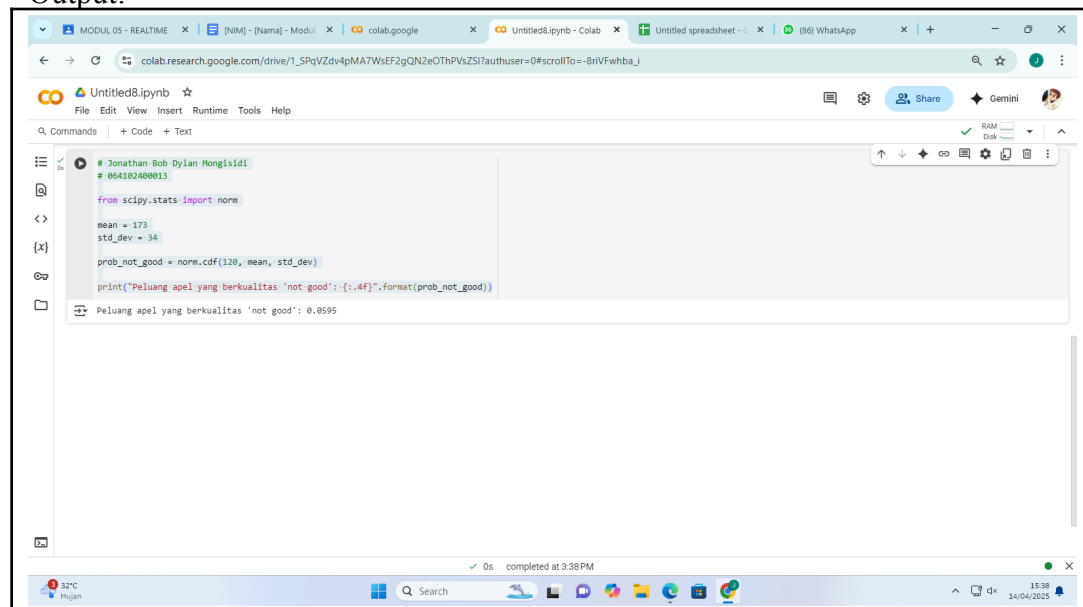 Output:
MODUL 05 - REALTIME
[NIM] - [Nama] - Modul
colab.google
Untitled8.ipynb - Colab
Untitled spreadsheet - G
(86) WhatsApp
colab.research.google.com/drive/1_SPqVZdv4pMA7WsEF2gQN2eOThPVsZSI?authuser=0#scrollTo=-8riVFwhba_i
Untitled8.ipynb
File Edit View Insert Runtime Tools Help
Share
Gemini
Commands + Code + Text
RAM
Disk
0s
# Jonathan Bob Dylan Mongisidi
# 064102400013
from scipy.stats import norm
mean = 173
std_dev = 34
prob_not_good = norm.cdf(120, mean, std_dev)
print("Peluang apel yang berkualitas 'not good': {:.4f}".format(prob_not_good))
Peluang apel yang berkualitas 'not good': 0.0595
{x}
0s completed at 3:38 PM
3
32°C
Hujan
Search
15:38
14/04/2025